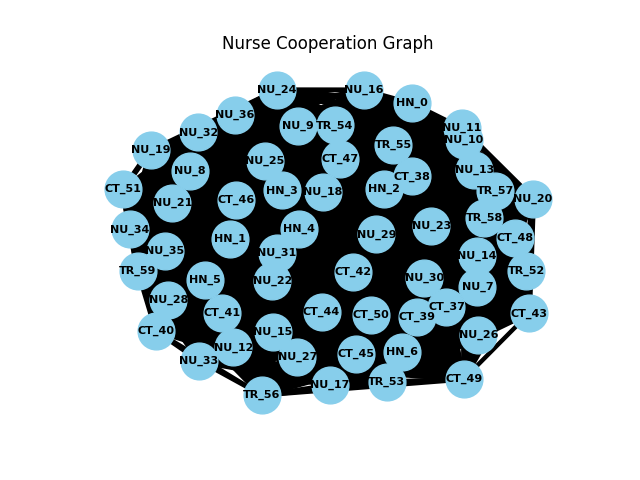 Nurse Cooperation Graph
NU_24
NU_16
HN_0
NU_36
NU_9
TR_54
NU_11
NU_32
NU_10
TR_55
NU_19
CT_47
NU_25
NU_8
NU_13
CT_38
CT_51
HN_3
NU_18
HN_2
TR_57
CT_46
NU_20
NU_21
TR_58
NU_23
NU_34
HN_4
NU_29
HN_1
CT_48
NU_35
NU_31
NU_14
TR_59
CT_42
TR_52
NU_30
HN_5
NU_22
NU_7
NU_28
CT_37
CT_41
CT_44
CT_50
CT_39
CT_43
CT_40
NU_15
NU_26
NU_12
HN_6
CT_45
NU_27
NU_33
CT_49
TR_53
NU_17
TR_56